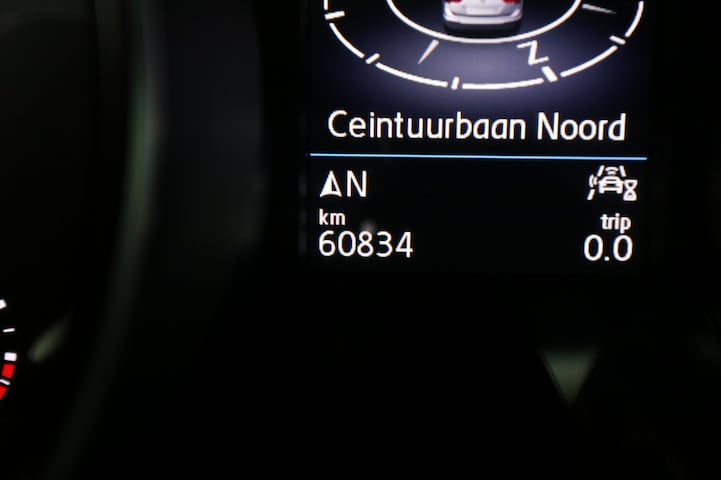 Z
Ceintuurbaan Noord
N
km
trip
60834
0.0